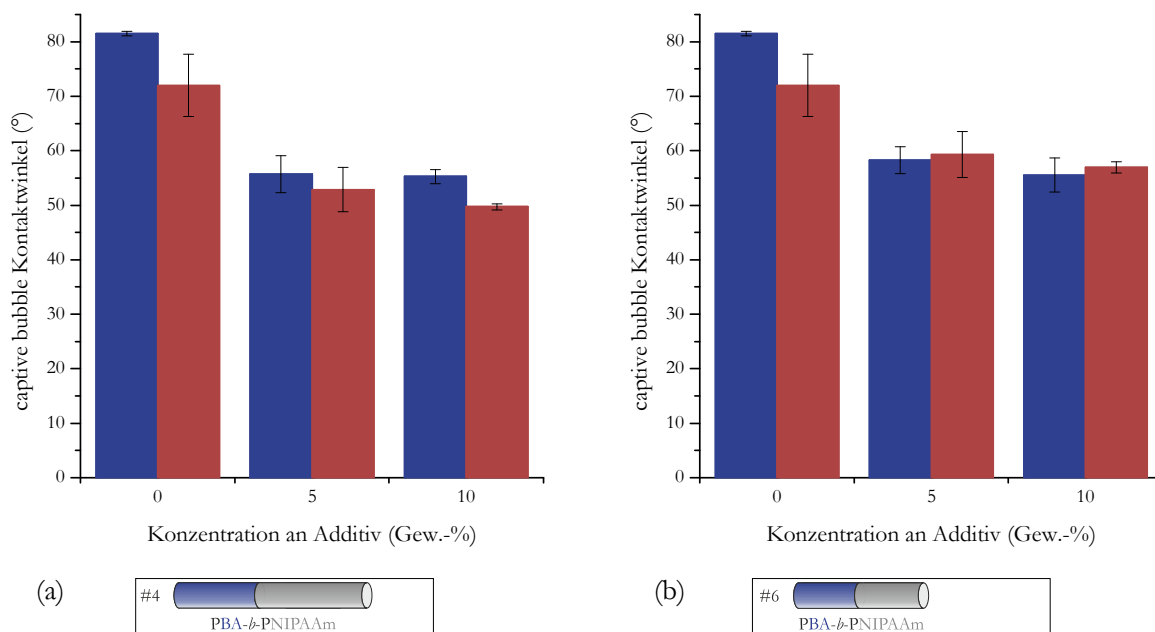 80
70
60
50
40
30
20
10
0
captive bubble Kontaktwinkel (°)
0 5 10
Konzentration an Additiv (Gew.-%)
(a)
#4
PBA-b-PNIPAAm
80
70
60
50
40
30
20
10
0
captive bubble Kontaktwinkel (°)
0 5 10
Konzentration an Additiv (Gew.-%)
(b)
#6
PBA-b-PNIPAAm